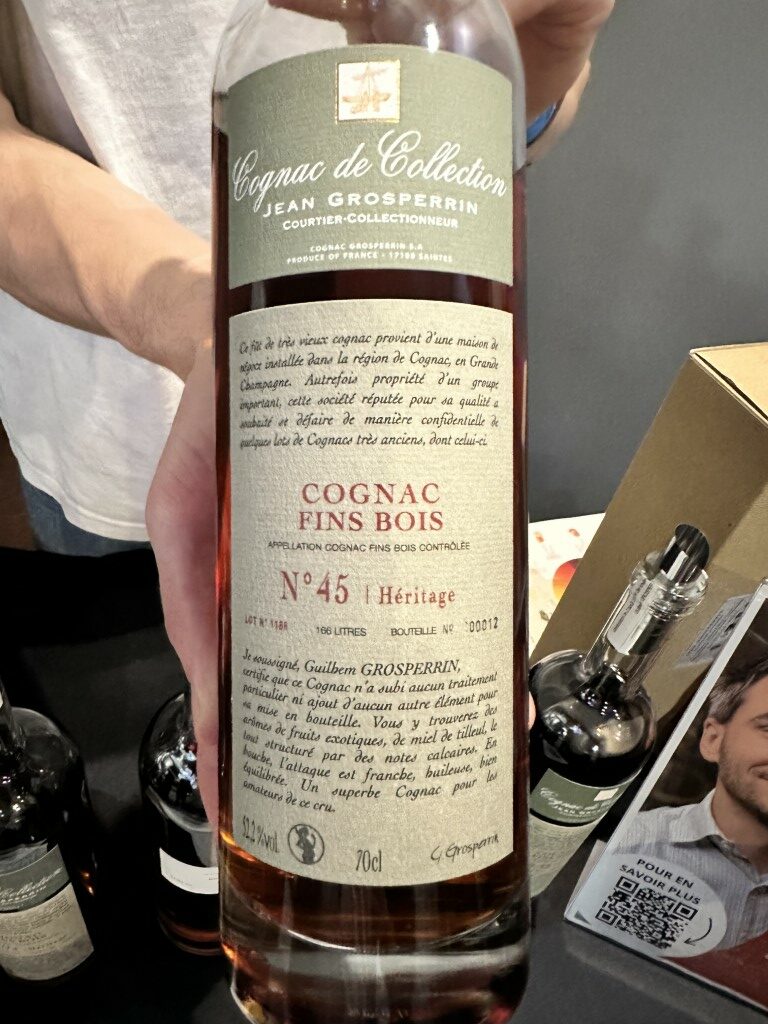 Cognac de Collection
JEAN GROSPERRIN
COURTIER-COLLECTIONNEUR
COGNAC GROSPERRIN S.A
PRODUCE OF FRANCE - 17100 SAINTES
Ce fût de très vieux cognac provient d'une maison de
négoce installée dans la région de Cognac, en Grande
Champagne. Autrefois propriété d'un groupe
important, cette société réputée pour sa qualité a
souhaité se défaire de manière confidentielle de
quelques lots de Cognacs très anciens, dont celui-ci.
COGNAC
FINS BOIS
APPELLATION COGNAC FINS BOIS CONTRÔLÉE
N°45 | Héritage
LOT N° 1188 166 LITRES BOUTEILLE Nº 00012
Je soussigné, Guilhem GROSPERRIN,
certifie que ce Cognac n'a subi aucun traitement
particulier ni ajout d'aucun autre élément pour
sa mise en bouteille. Vous y trouverez des
arômes de fruits exotiques, de miel de tilleul, le
tout structuré par des notes calcaires. En
bouche, l'attaque est franche, huileuse, bien
équilibrée. Un superbe Cognac pour les
amateurs de ce cru.
52,2 %vol. 70cl G. Grosperrin
Cognac de
Collection
POUR EN
SAVOIR PLUS